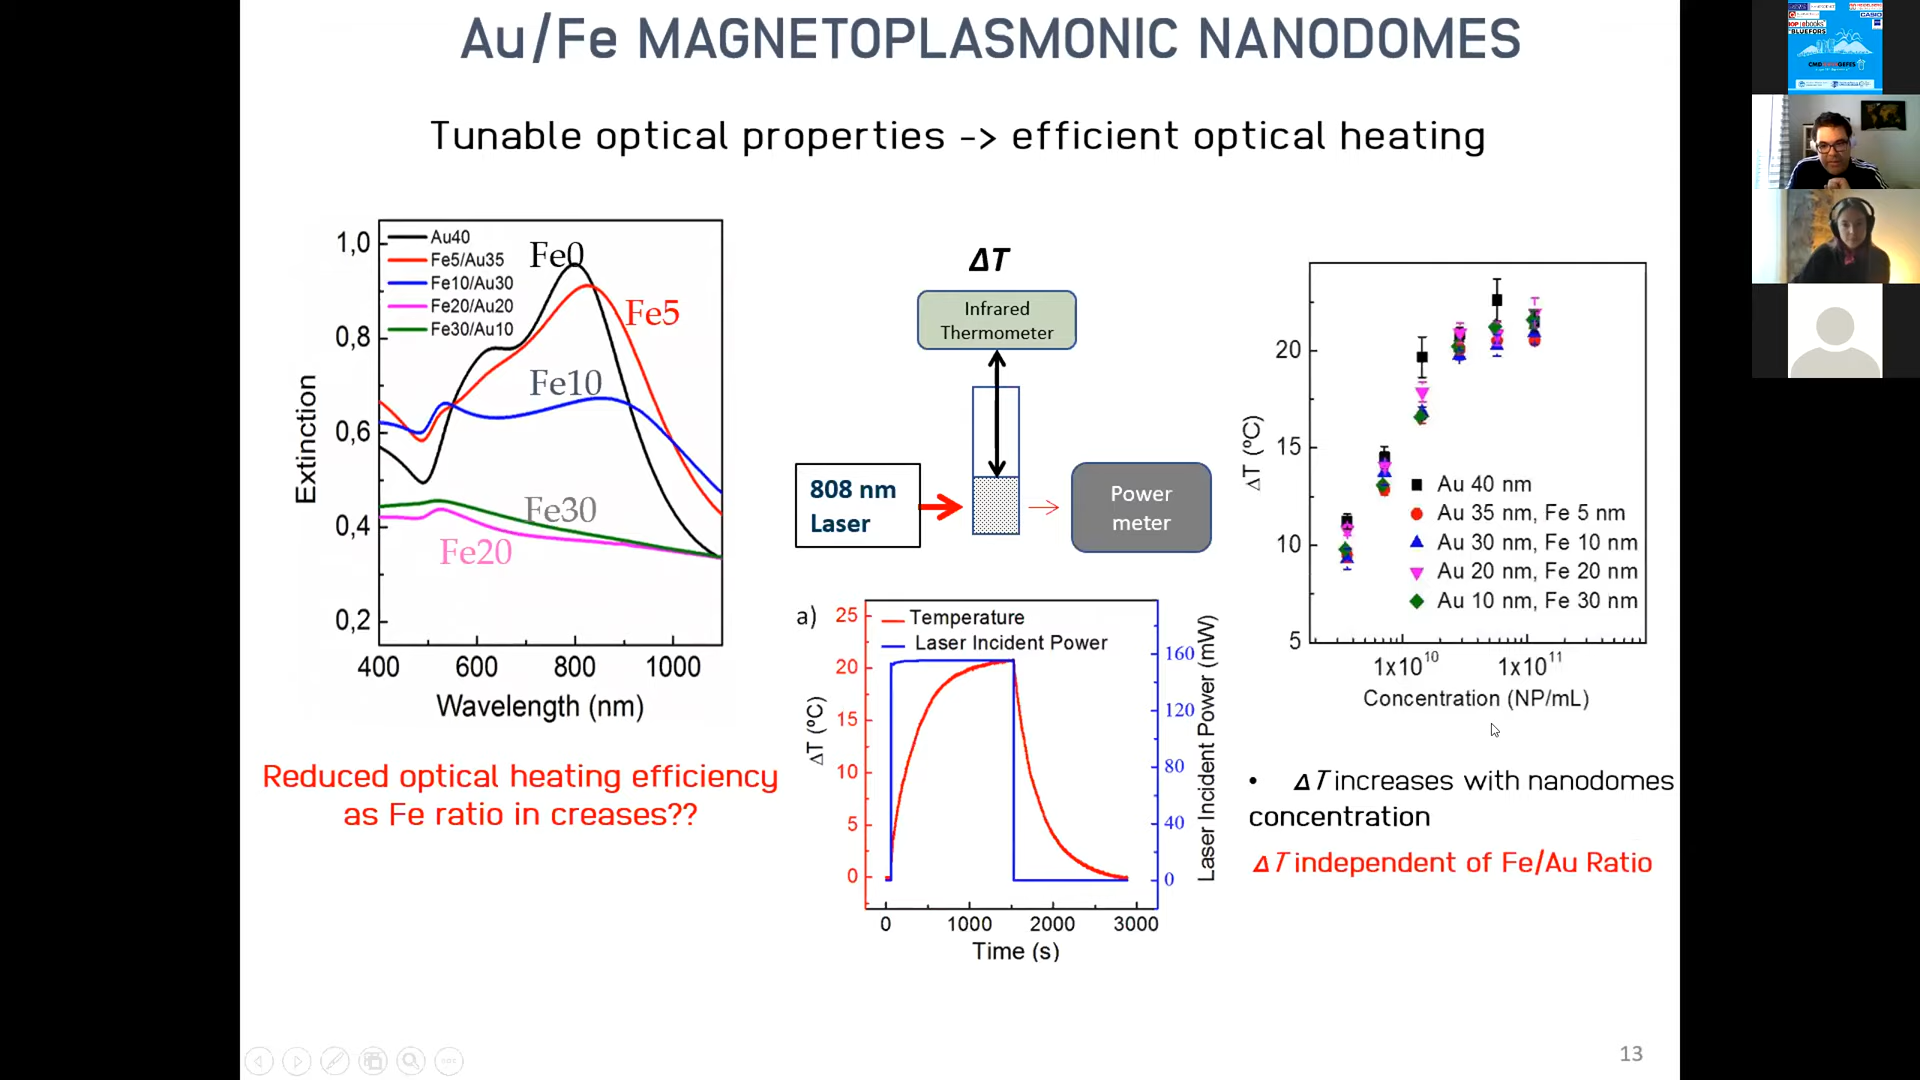 Au/Fe MAGNETOPLASMONIC NANODOMES
Tunable optical properties -> efficient optical heating
Au40
Fe5/Au35
Fe10/Au30
Fe20/Au20
Fe30/Au10
Fe0
Fe5
Fe10
Fe30
Fe20
1,0
0,8
0,6
0,4
0,2
Extinction
400 600 800 1000
Wavelength (nm)
Reduced optical heating efficiency
as Fe ratio in creases??
ΔT
Infrared
Thermometer
808 nm
Laser
Power
meter
a)
Temperature
Laser Incident Power
25
20
15
10
5
0
ΔT (ºC)
160
120
80
40
0
Laser Incident Power (mW)
0 1000 2000 3000
Time (s)
20
15
10
5
ΔT (ºC)
Au 40 nm
Au 35 nm, Fe 5 nm
Au 30 nm, Fe 10 nm
Au 20 nm, Fe 20 nm
Au 10 nm, Fe 30 nm
1x10¹⁰ 1x10¹¹
Concentration (NP/mL)
• ΔT increases with nanodomes
concentration
ΔT independent of Fe/Au Ratio
13
CASIO
IOP ebooks
BLUEFORS